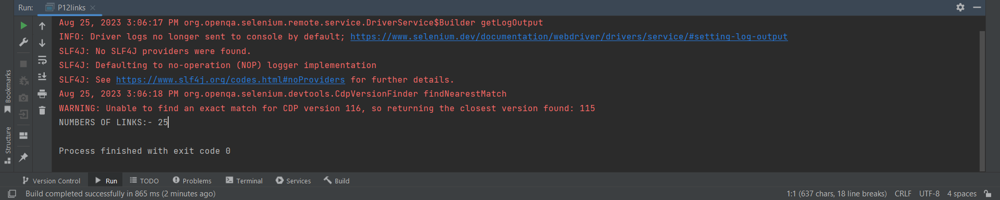 Run: P12links
Aug 25, 2023 3:06:17 PM org.openqa.selenium.remote.service.DriverService$Builder getLogOutput
INFO: Driver logs no longer sent to console by default; https://www.selenium.dev/documentation/webdriver/drivers/service/#setting-log-output
SLF4J: No SLF4J providers were found.
SLF4J: Defaulting to no-operation (NOP) logger implementation
SLF4J: See https://www.slf4j.org/codes.html#noProviders for further details.
Aug 25, 2023 3:06:18 PM org.openqa.selenium.devtools.CdpVersionFinder findNearestMatch
WARNING: Unable to find an exact match for CDP version 116, so returning the closest version found: 115
NUMBERS OF LINKS:- 25
Process finished with exit code 0
Bookmarks
Structure
Version Control Run TODO Problems Terminal Services Build
Build completed successfully in 865 ms (2 minutes ago) 1:1 (637 chars, 18 line breaks) CRLF UTF-8 4 spaces